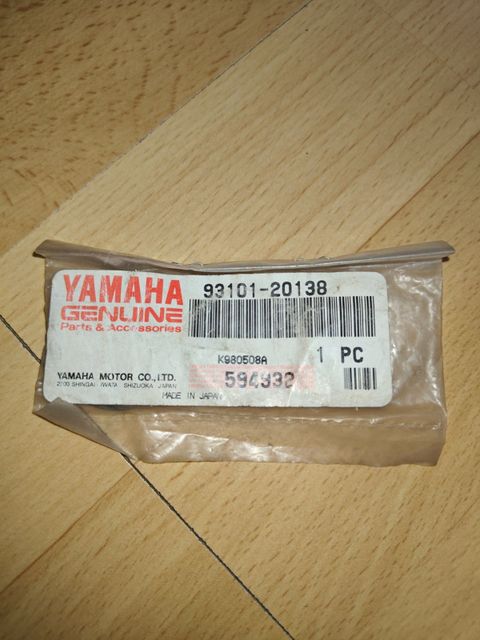 YAMAHA
GENUINE
Parts & Accessories
93101-20138
K980508A
1 PC
YAMAHA MOTOR CO.,LTD.
2500 SHINGAI IWATA SHIZUOKA JAPAN
594932
MADE IN JAPAN